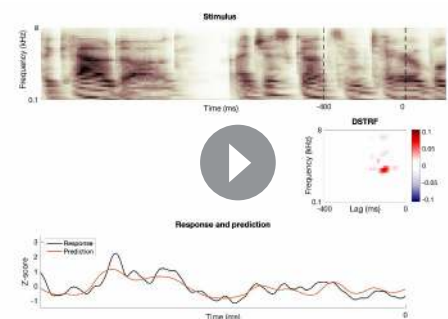 Stimulus
8
Frequency (kHz)
0.1
Time (ms)
-400
0
DSTRF
8
Frequency (kHz)
0.1
-400
Lag (ms)
0
0.1
0.05
0
-0.05
-0.1
Response and prediction
Response
Prediction
3
2
1
0
-1
Z-score
Time (ms)
0